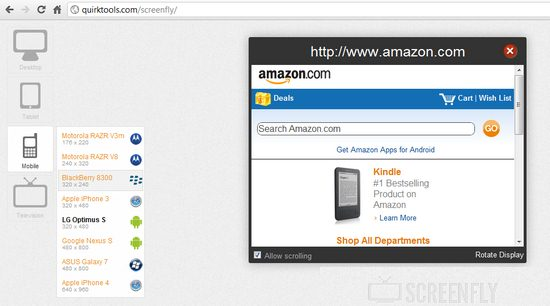 quirktools.com/screenfly/
Desktop
Tablet
Mobile
Television
Motorola RAZR V3m
176 x 220
Motorola RAZR V8
240 x 320
BlackBerry 8300
320 x 240
Apple iPhone 3
320 x 480
LG Optimus S
320 x 480
Google Nexus S
480 x 800
ASUS Galaxy 7
480 x 800
Apple iPhone 4
640 x 960
http://www.amazon.com
amazon.com
Deals
Cart | Wish List
Search Amazon.com
GO
Get Amazon Apps for Android
Kindle
#1 Bestselling
Product on
Amazon
› Learn More
Shop All Departments
Allow scrolling
Rotate Display
SCREENFLY